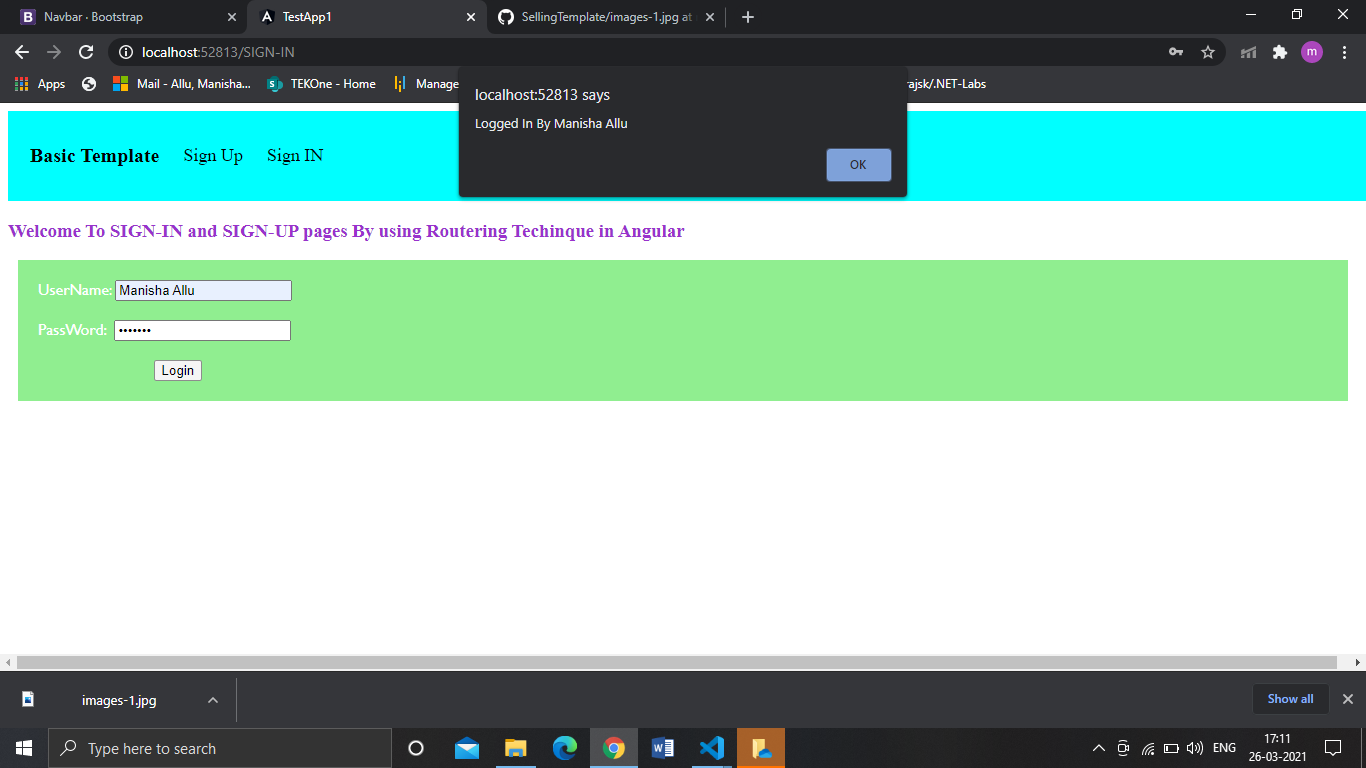 Navbar · Bootstrap
TestApp1
SellingTemplate/images-1.jpg at
localhost:52813/SIGN-IN
m
Apps
Mail - Allu, Manisha...
TEKOne - Home
Manage
rajsk/.NET-Labs
localhost:52813 says
Logged In By Manisha Allu
OK
Basic Template Sign Up Sign IN
Welcome To SIGN-IN and SIGN-UP pages By using Routering Techinque in Angular
UserName: Manisha Allu
PassWord: •••••••
Login
images-1.jpg
Show all
Type here to search
ENG
17:11
26-03-2021